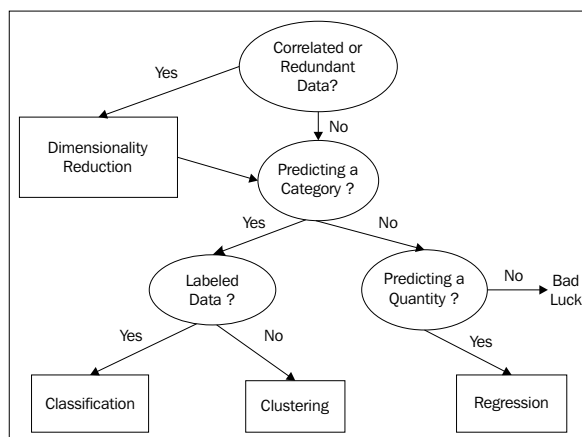 Correlated or
Redundant
Data?
Yes
No
Dimensionality
Reduction
Predicting a
Category ?
Yes
No
Labeled
Data ?
Predicting a
Quantity ?
No
Bad
Luck
Yes
No
Yes
Classification
Clustering
Regression